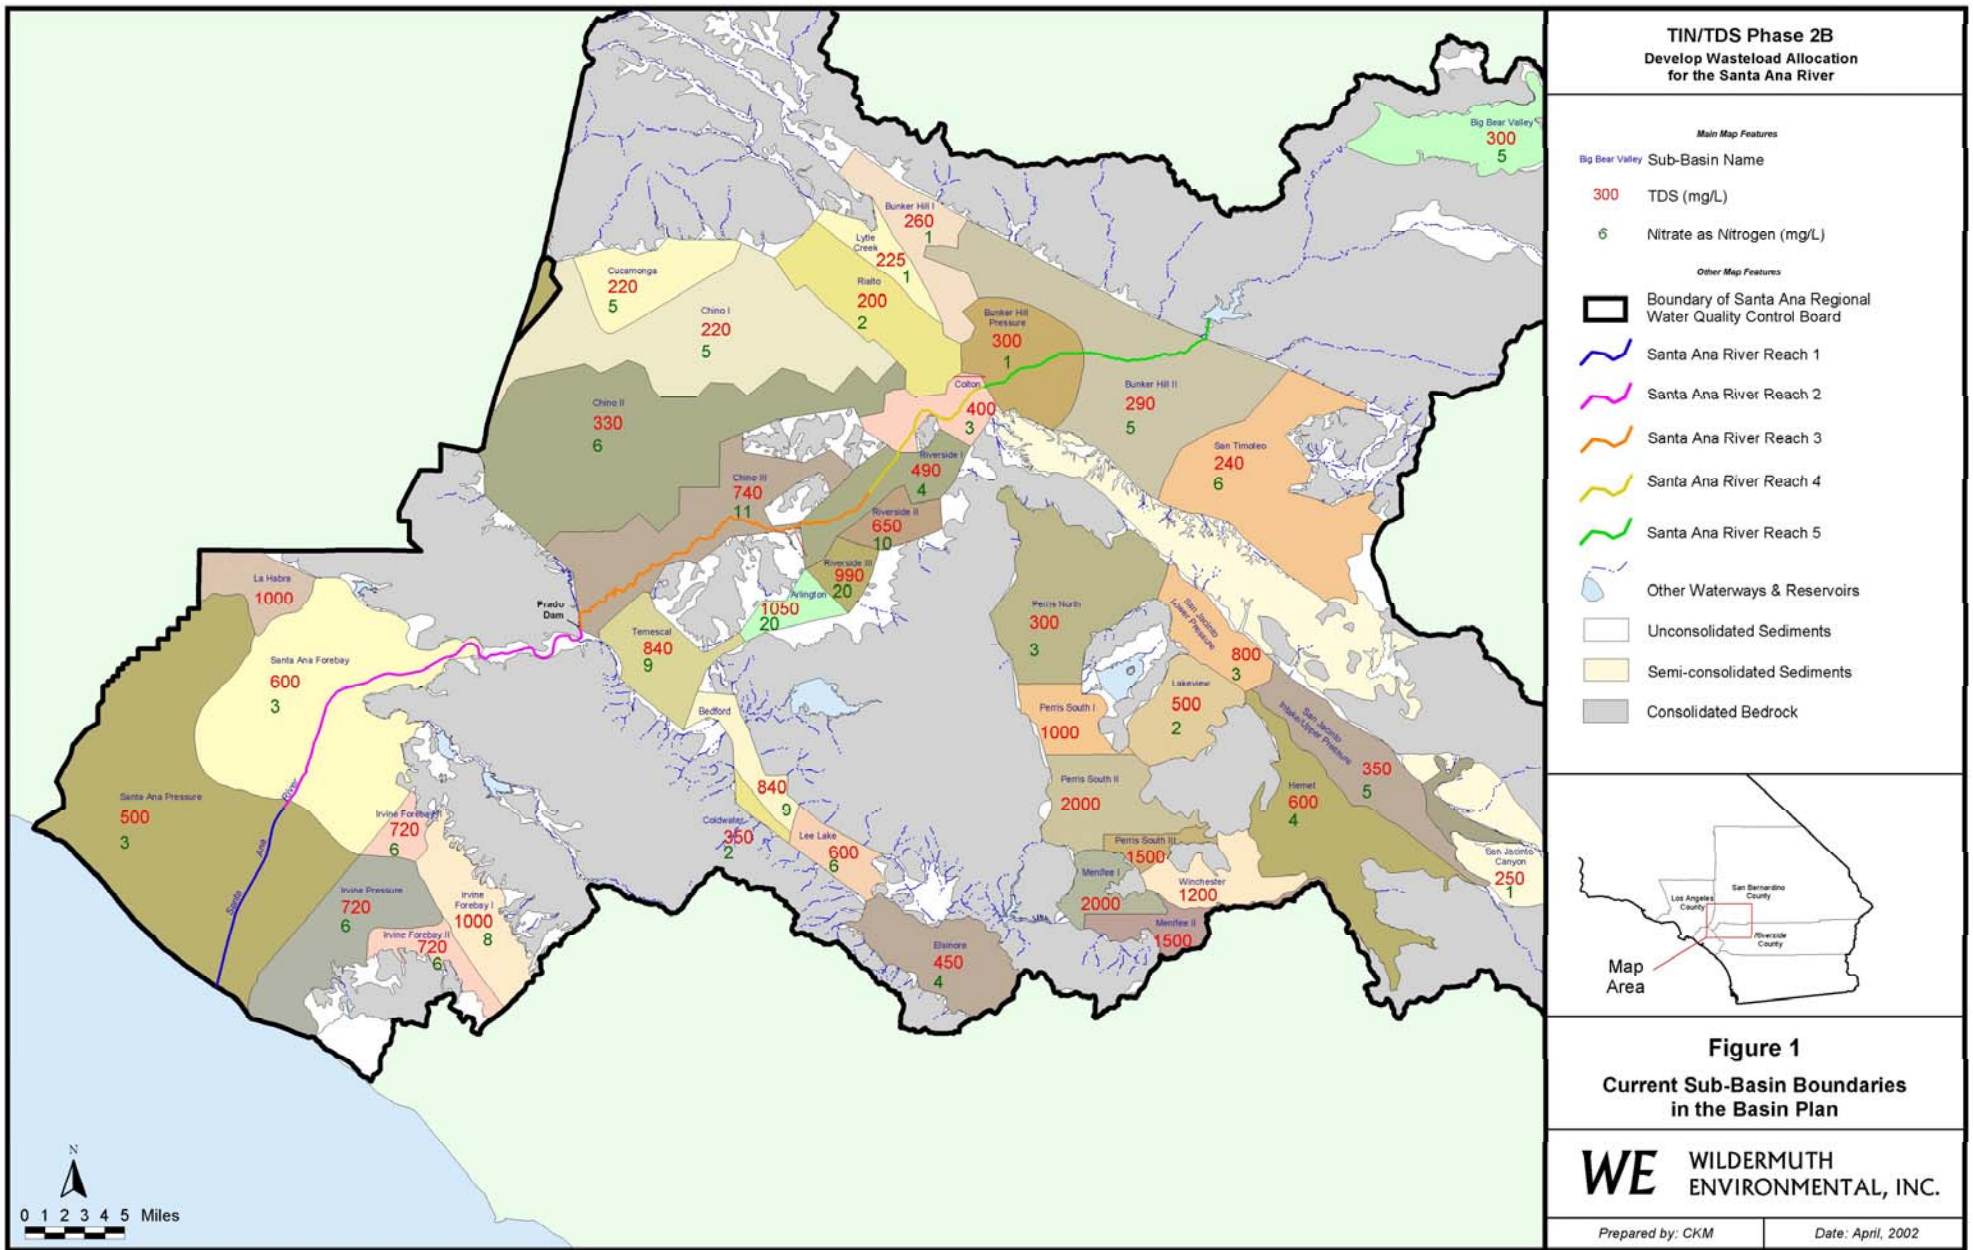 Big Bear Valley
300
5
Bunker Hill I
260
1
Lytle
Creek
225
1
Cucamonga
220
5
Rialto
200
2
Chino I
220
5
Bunker Hill
Pressure
300
1
Colton
400
3
Bunker Hill II
290
5
Chino II
330
6
San Timoteo
240
6
Riverside I
490
4
Chino III
740
11
Riverside II
650
10
Riverside III
990
20
Arlington
1050
20
La Habra
1000
Prado
Dam
Perris North
300
3
San Jacinto
Lower Pressure
800
3
Temescal
840
9
Santa Ana Forebay
600
3
Lakeview
500
2
Perris South I
1000
Bedford
840
9
San Jacinto
Intake/Upper Pressure
350
5
Perris South II
2000
Hemet
600
4
Santa Ana Pressure
500
3
Santa
Ana
River
Irvine Forebay II
720
6
Coldwater
350
2
Lee Lake
600
6
Perris South III
1500
San Jacinto
Canyon
250
1
Menifee I
2000
Winchester
1200
Irvine Pressure
720
6
Irvine
Forebay I
1000
8
Menifee II
1500
Irvine Forebay II
720
6
Elsinore
450
4
N
0 1 2 3 4 5 Miles
TIN/TDS Phase 2B
Develop Wasteload Allocation
for the Santa Ana River
Main Map Features
Big Bear Valley Sub-Basin Name
300 TDS (mg/L)
6 Nitrate as Nitrogen (mg/L)
Other Map Features
Boundary of Santa Ana Regional
Water Quality Control Board
Santa Ana River Reach 1
Santa Ana River Reach 2
Santa Ana River Reach 3
Santa Ana River Reach 4
Santa Ana River Reach 5
Other Waterways & Reservoirs
Unconsolidated Sediments
Semi-consolidated Sediments
Consolidated Bedrock
San Bernardino
County
Los Angeles
County
Riverside
County
Map
Area
Figure 1
Current Sub-Basin Boundaries
in the Basin Plan
WE WILDERMUTH
ENVIRONMENTAL, INC.
Prepared by: CKM
Date: April, 2002